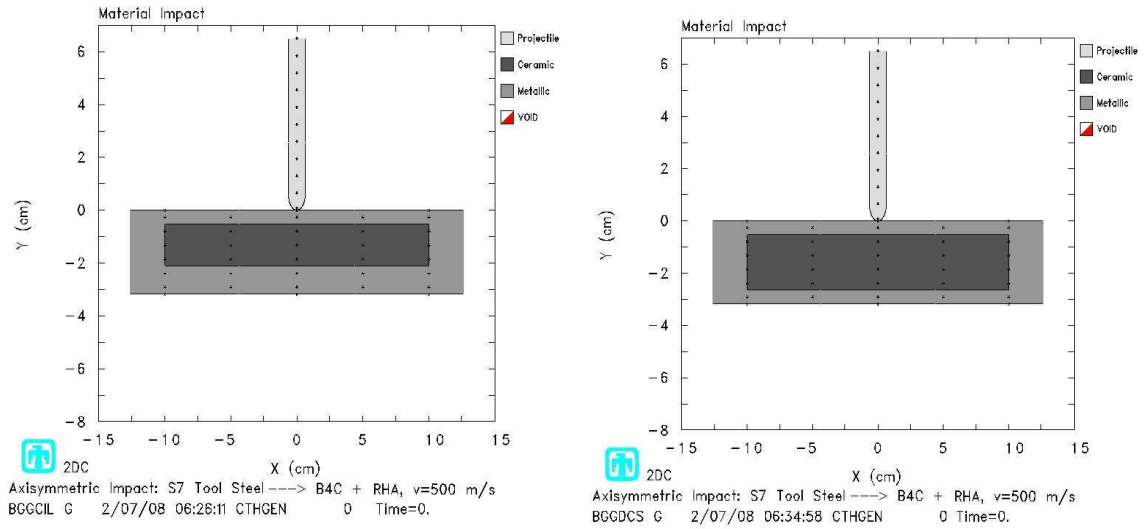 Material Impact
Projectile
Ceramic
Metallic
VOID
6
4
2
0
-2
-4
-6
-8
Y (cm)
-15 -10 -5 0 5 10 15
X (cm)
2DC
Axisymmetric Impact: S7 Tool Steel ---> B4C + RHA, v=500 m/s
BGGCIL G 2/07/08 06:26:11 CTHGEN 0 Time=0.
Material Impact
Projectile
Ceramic
Metallic
VOID
6
4
2
0
-2
-4
-6
-8
Y (cm)
-15 -10 -5 0 5 10 15
X (cm)
2DC
Axisymmetric Impact: S7 Tool Steel ---> B4C + RHA, v=500 m/s
BGGDCS G 2/07/08 06:34:58 CTHGEN 0 Time=0.